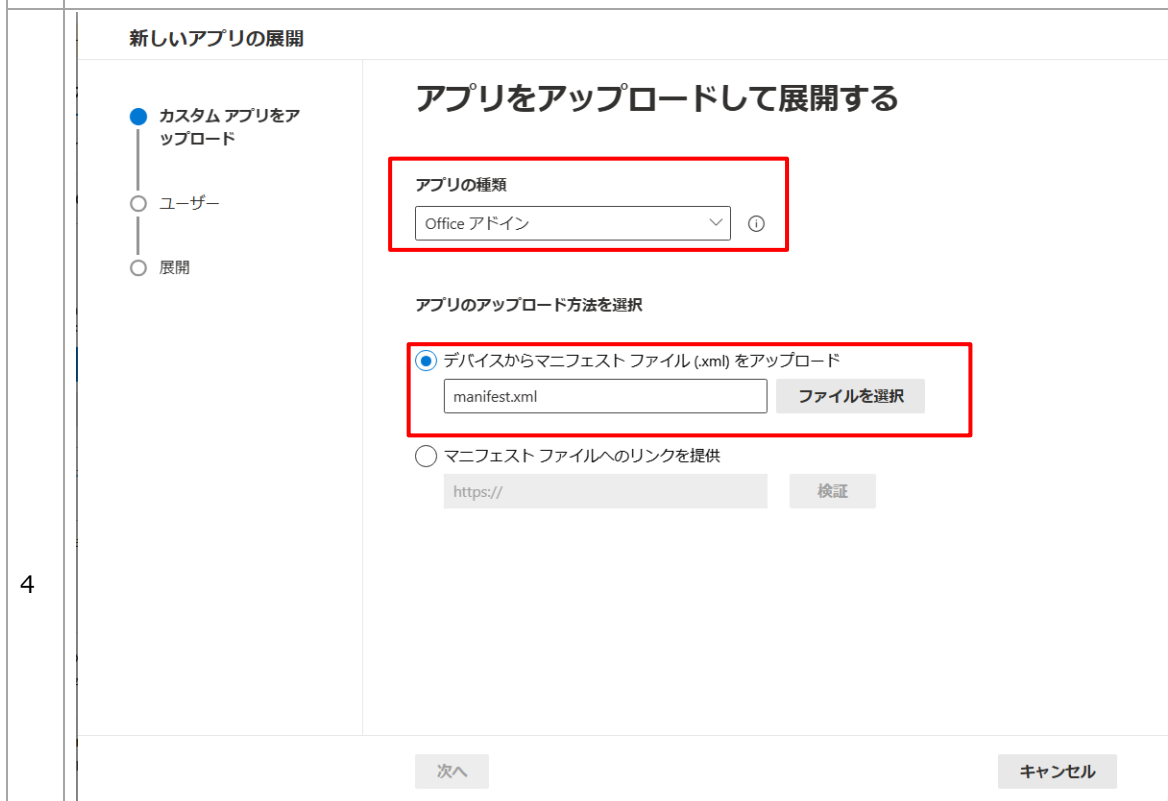 新しいアプリの展開
カスタム アプリをア
ップロード
ユーザー
展開
アプリをアップロードして展開する
アプリの種類
Office アドイン
アプリのアップロード方法を選択
デバイスからマニフェスト ファイル (.xml) をアップロード
manifest.xml
ファイルを選択
マニフェスト ファイルへのリンクを提供
https://
検証
4
次へ
キャンセル